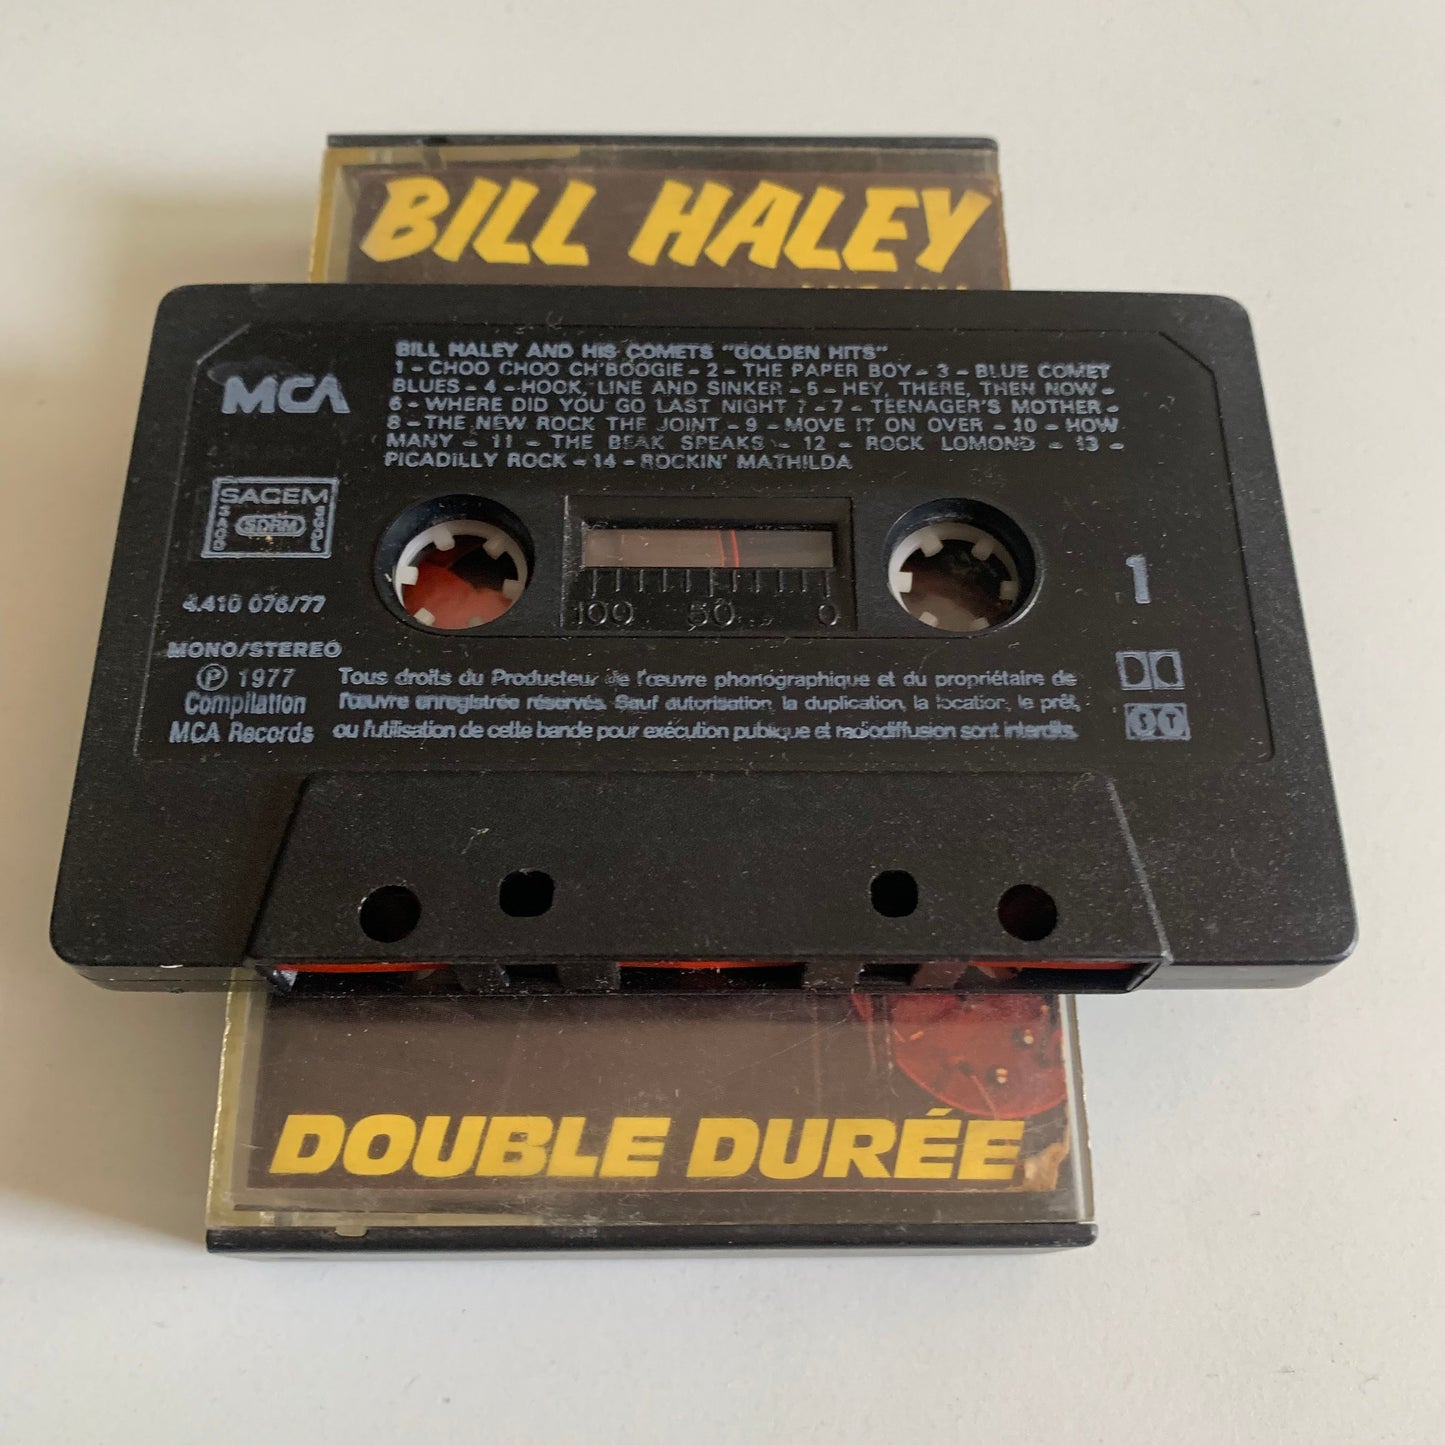 BILL HALEY
BILL HALEY AND HIS COMETS "GOLDEN HITS"
1 - CHOO CHOO CH'BOOGIE - 2 - THE PAPER BOY - 3 - BLUE COMET
BLUES - 4 - HOOK, LINE AND SINKER - 5 - HEY, THERE, THEN NOW -
6 - WHERE DID YOU GO LAST NIGHT ? - 7 - TEENAGER'S MOTHER -
8 - THE NEW ROCK THE JOINT - 9 - MOVE IT ON OVER - 10 - HOW
MANY - 11 - THE BEAK SPEAKS - 12 - ROCK LOMOND - 13 -
PICADILLY ROCK - 14 - ROCKIN' MATHILDA
MCA
SACEM
SACD
SDRM
SGDL
4.410 076/77
100 50 0
1
MONO/STEREO
Ⓟ 1977
Compilation
MCA Records
Tous droits du Producteur de l'œuvre phonographique et du propriétaire de
l'œuvre enregistrée réservés. Sauf autorisation, la duplication, la location, le prêt,
ou l'utilisation de cette bande pour exécution publique et radiodiffusion sont interdits.
ST
DOUBLE DURÉE